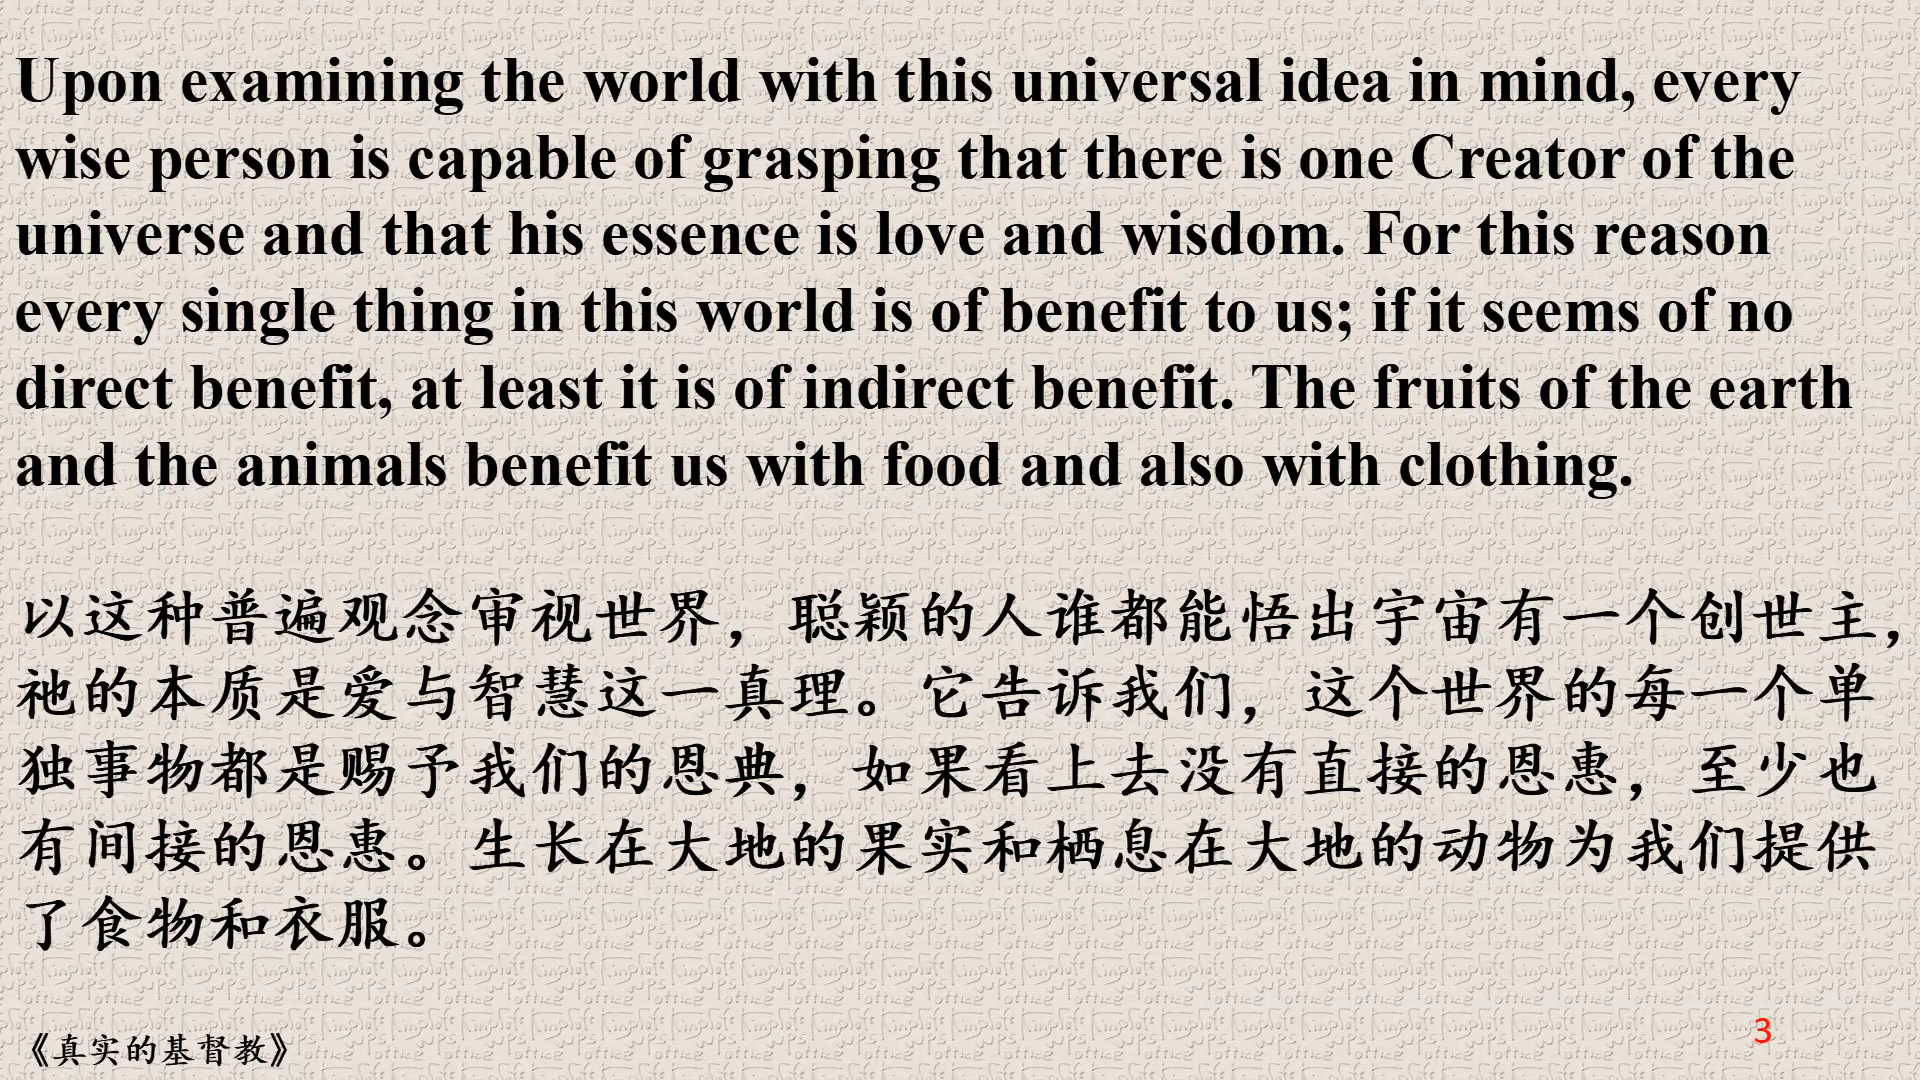 Upon examining the world with this universal idea in mind, every
wise person is capable of grasping that there is one Creator of the
universe and that his essence is love and wisdom. For this reason
every single thing in this world is of benefit to us; if it seems of no
direct benefit, at least it is of indirect benefit. The fruits of the earth
and the animals benefit us with food and also with clothing.
以这种普遍观念审视世界，聪颖的人谁都能悟出宇宙有一个创世主，
祂的本质是爱与智慧这一真理。它告诉我们，这个世界的每一个单
独事物都是赐予我们的恩典，如果看上去没有直接的恩惠，至少也
有间接的恩惠。生长在大地的果实和栖息在大地的动物为我们提供
了食物和衣服。
《真实的基督教》
3